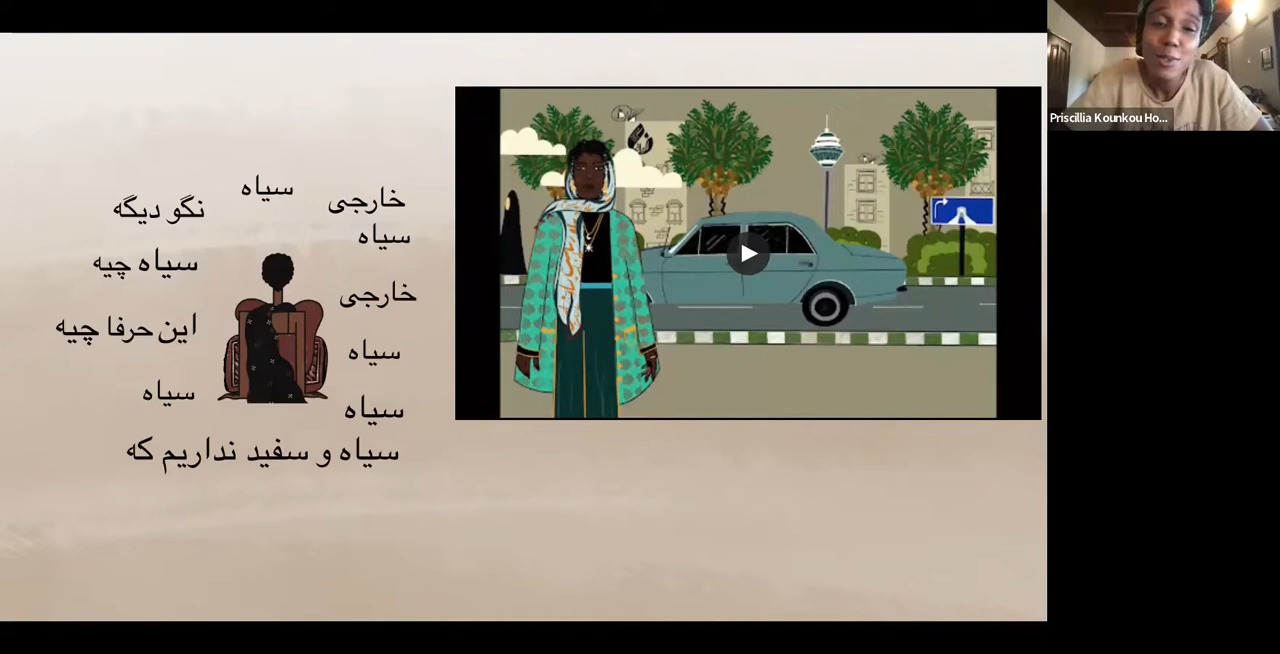 سیاه
خارجی
نگو دیگه
سیاه
سیاه چیه
خارجی
این حرفا چیه
سیاه
سیاه
سیاه
سیاه و سفید نداریم که
Priscillia Kounkou Ho...